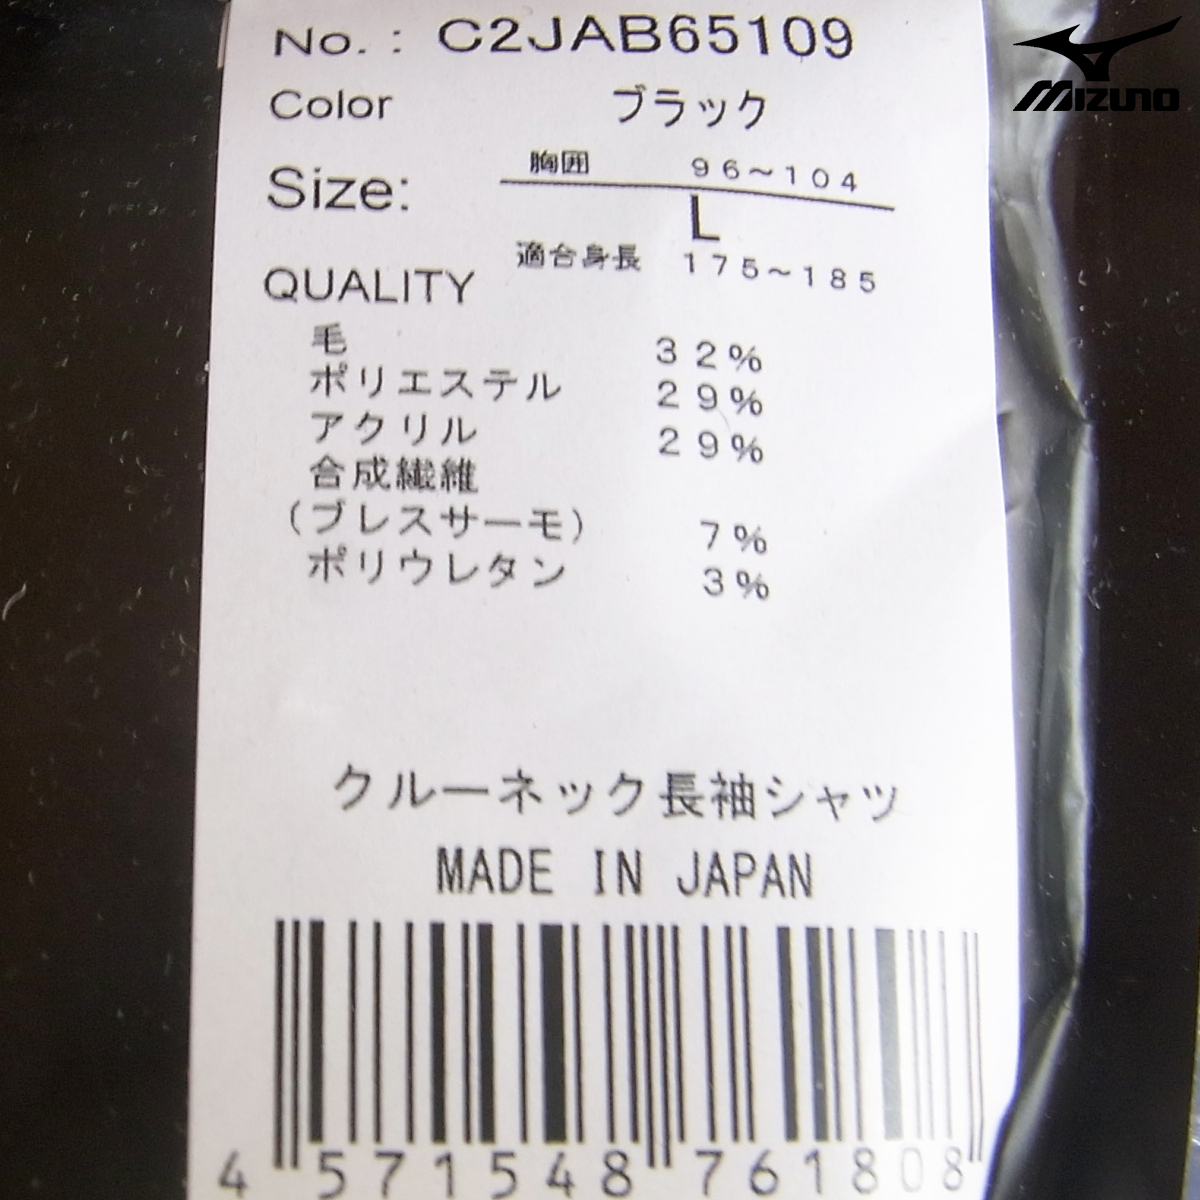 No. : C2JAB65109
MIZUNO
Color ブラック
胸囲 96~104
Size: L
適合身長 175~185
QUALITY
毛 32%
ポリエステル 29%
アクリル 29%
合成繊維
(ブレスサーモ) 7%
ポリウレタン 3%
クルーネック長袖シャツ
MADE IN JAPAN
4 571548 761808